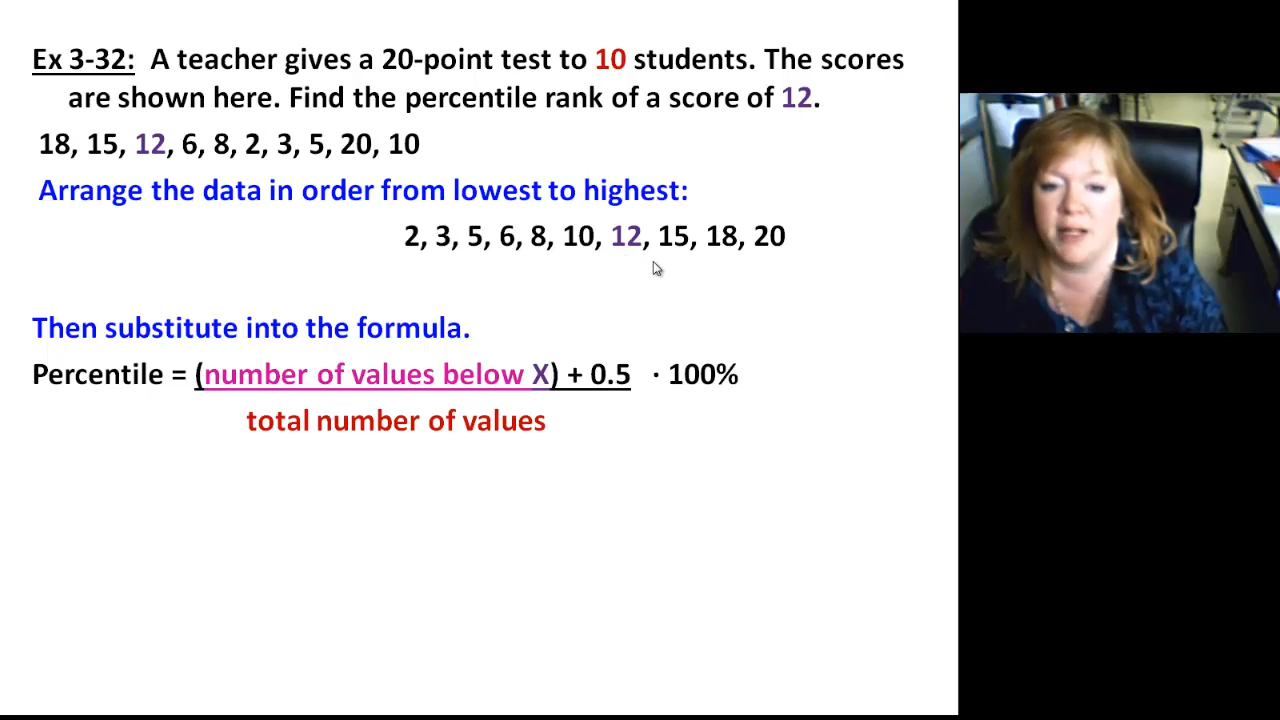 Ex 3-32: A teacher gives a 20-point test to 10 students. The scores
are shown here. Find the percentile rank of a score of 12.
18, 15, 12, 6, 8, 2, 3, 5, 20, 10
Arrange the data in order from lowest to highest:
2, 3, 5, 6, 8, 10, 12, 15, 18, 20
Then substitute into the formula.
Percentile = (number of values below X) + 0.5 · 100%
total number of values